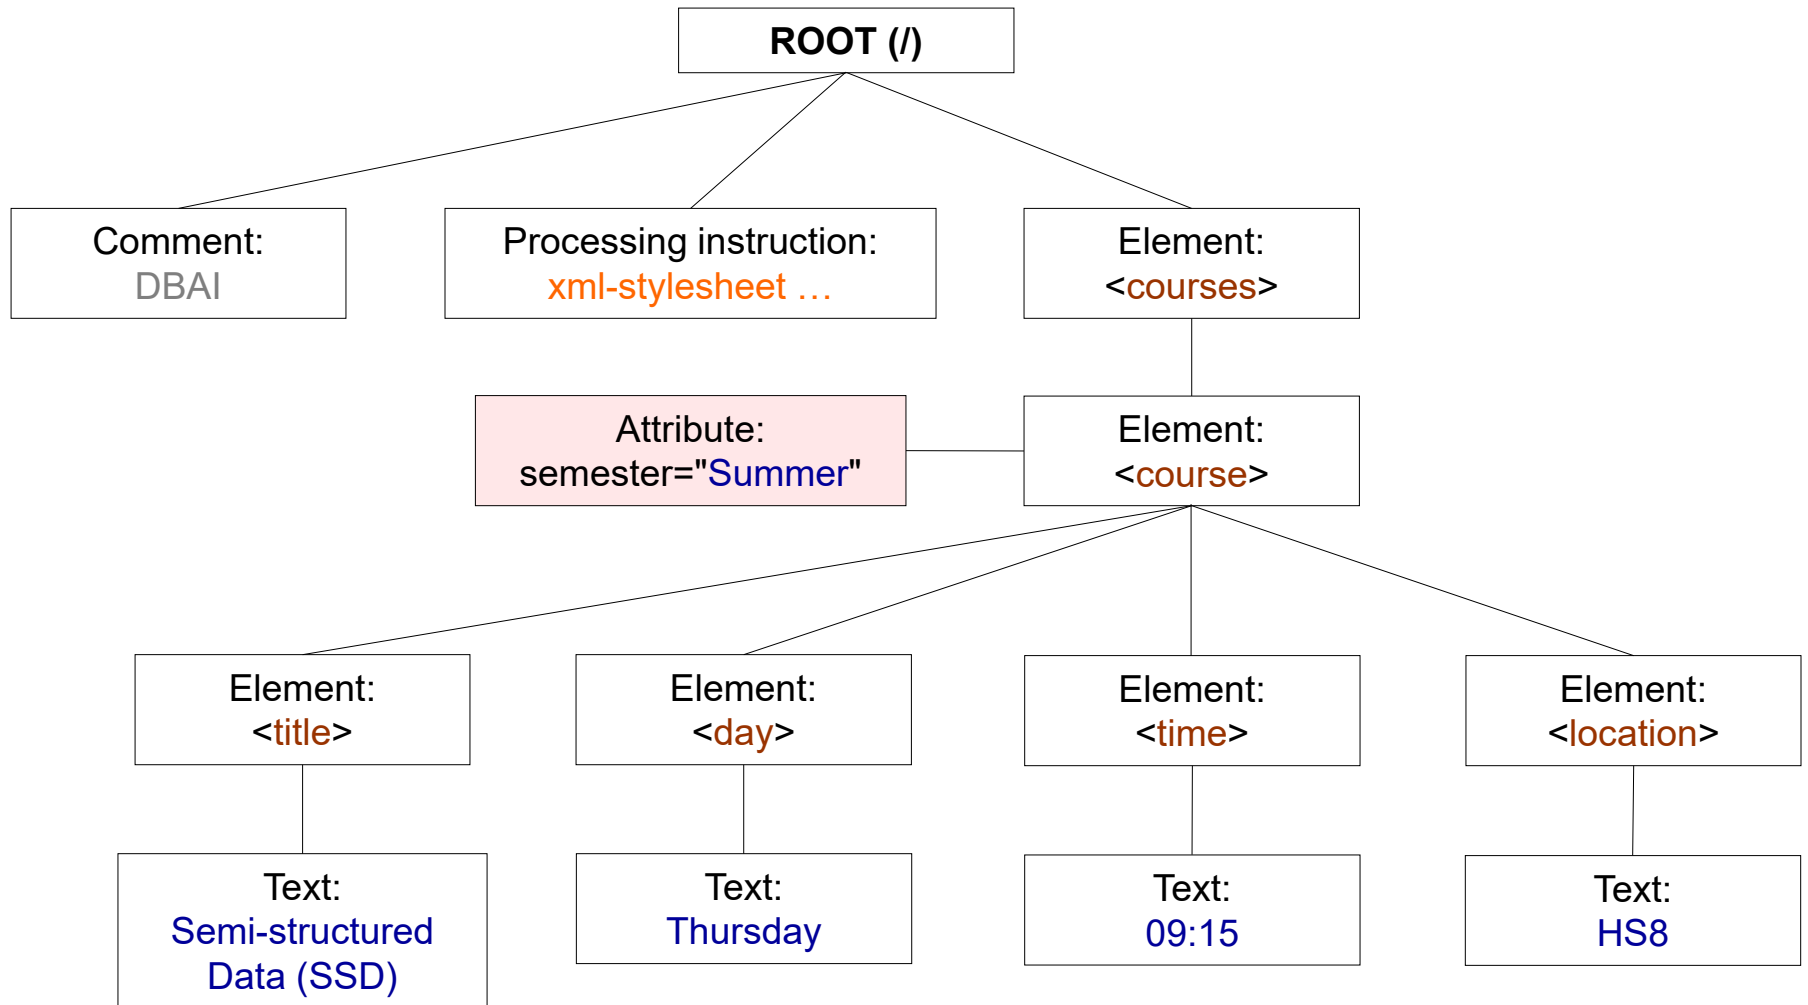 ROOT (/)
Comment:
DBAI
Processing instruction:
xml-stylesheet …
Element:
<courses>
Attribute:
semester="Summer"
Element:
<course>
Element:
<title>
Element:
<day>
Element:
<time>
Element:
<location>
Text:
Semi-structured
Data (SSD)
Text:
Thursday
Text:
09:15
Text:
HS8